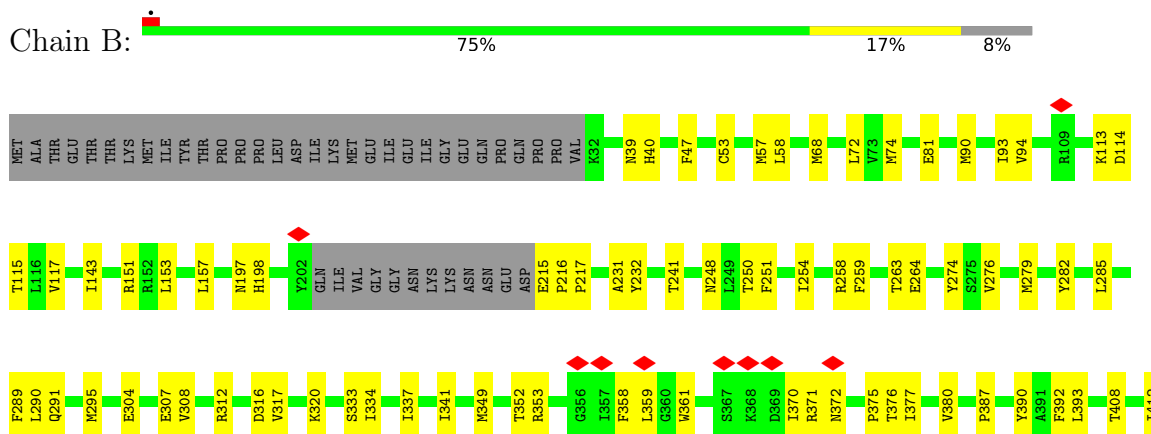 Chain B:
75% 17% 8%
MET ALA THR GLU THR THR LYS MET ILE TYR THR PRO PRO PRO LEU ASP ILE LYS MET GLU ILE GLU ILE GLY GLU GLN PRO GLN PRO PRO VAL K32 N39 H40 F47 C53 M57 L58 M68 L72 V73 M74 E81 M90 I93 V94 R109 K113 D114
T115 L116 V117 I143 R151 R152 L153 L157 N197 H198 Y202 GLN ILE VAL GLY GLY ASN LYS LYS ASN ASN GLU ASP E215 P216 P217 A231 Y232 T241 N248 L249 T250 F251 I254 R258 F259 T263 E264 Y274 S275 V276 M279 Y282 L285
F289 L290 Q291 M295 E304 E307 V308 R312 D316 V317 K320 S333 I334 I337 I341 M349 T352 R353 G356 I357 F358 L359 G360 W361 S367 K368 D369 I370 R371 N372 P375 T376 I377 V380 P387 Y390 A391 F392 L393 T408